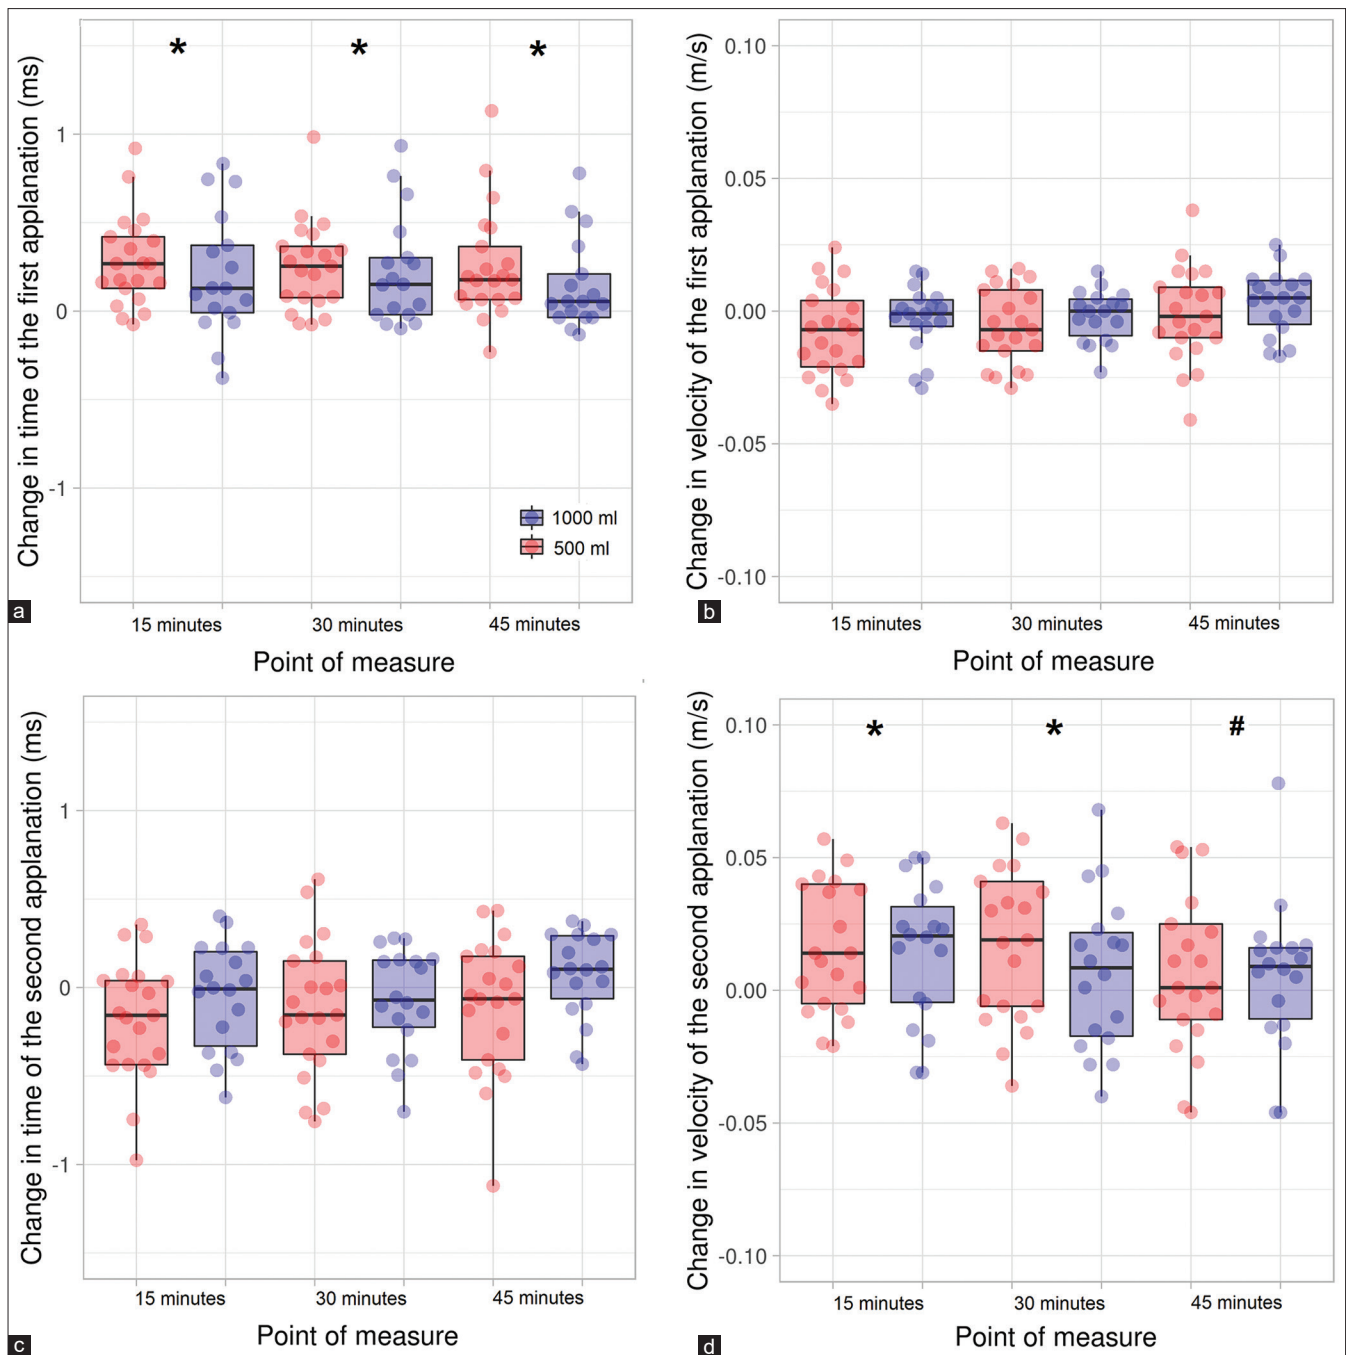 Change in time of the first applanation (ms)
* * *
1
0
-1
1000 ml
500 ml
15 minutes 30 minutes 45 minutes
Point of measure
a
Change in velocity of the first applanation (m/s)
0.10
0.05
0.00
-0.05
-0.10
15 minutes 30 minutes 45 minutes
Point of measure
b
Change in time of the second applanation (ms)
1
0
-1
15 minutes 30 minutes 45 minutes
Point of measure
c
Change in velocity of the second applanation (m/s)
* * #
0.10
0.05
0.00
-0.05
-0.10
15 minutes 30 minutes 45 minutes
Point of measure
d